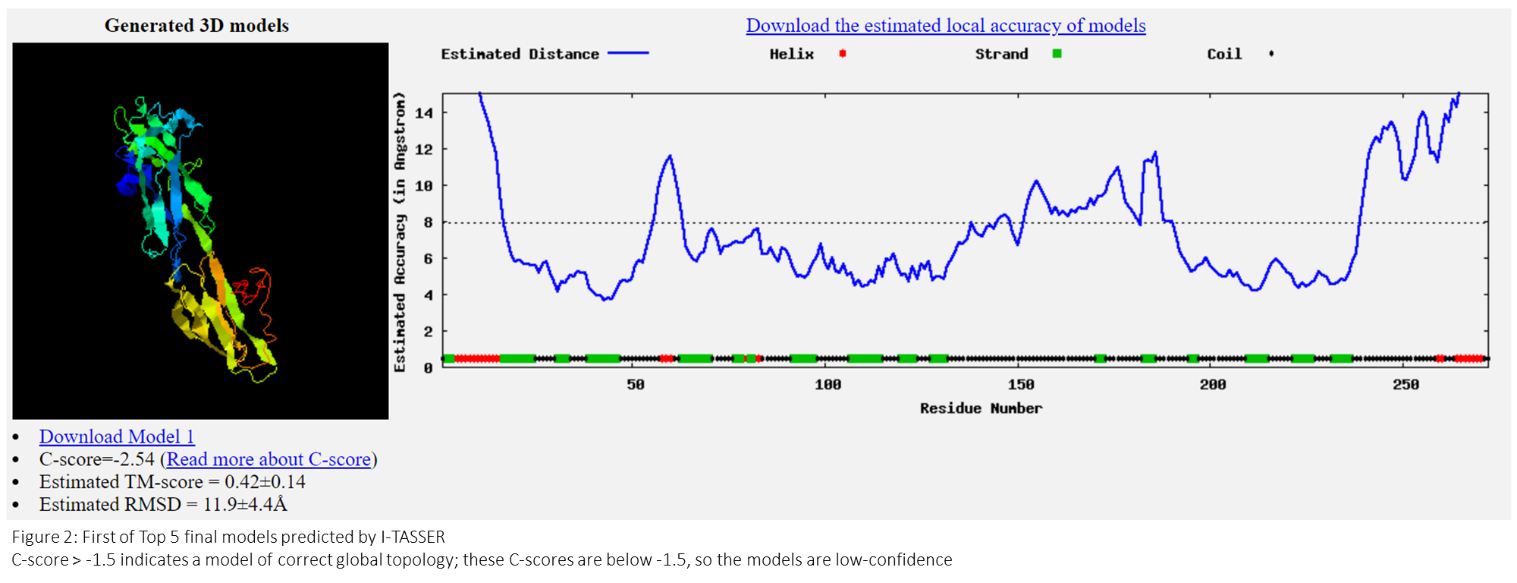 Generated 3D models
Download the estimated local accuracy of models
Estimated Distance
Helix
Strand
Coil
Estimated Accuracy (in Angstrom)
14
12
10
8
6
4
2
0
50
100
150
200
250
Residue Number
• Download Model 1
• C-score=-2.54 (Read more about C-score)
• Estimated TM-score = 0.42±0.14
• Estimated RMSD = 11.9±4.4Å
Figure 2: First of Top 5 final models predicted by I-TASSER
C-score > -1.5 indicates a model of correct global topology; these C-scores are below -1.5, so the models are low-confidence